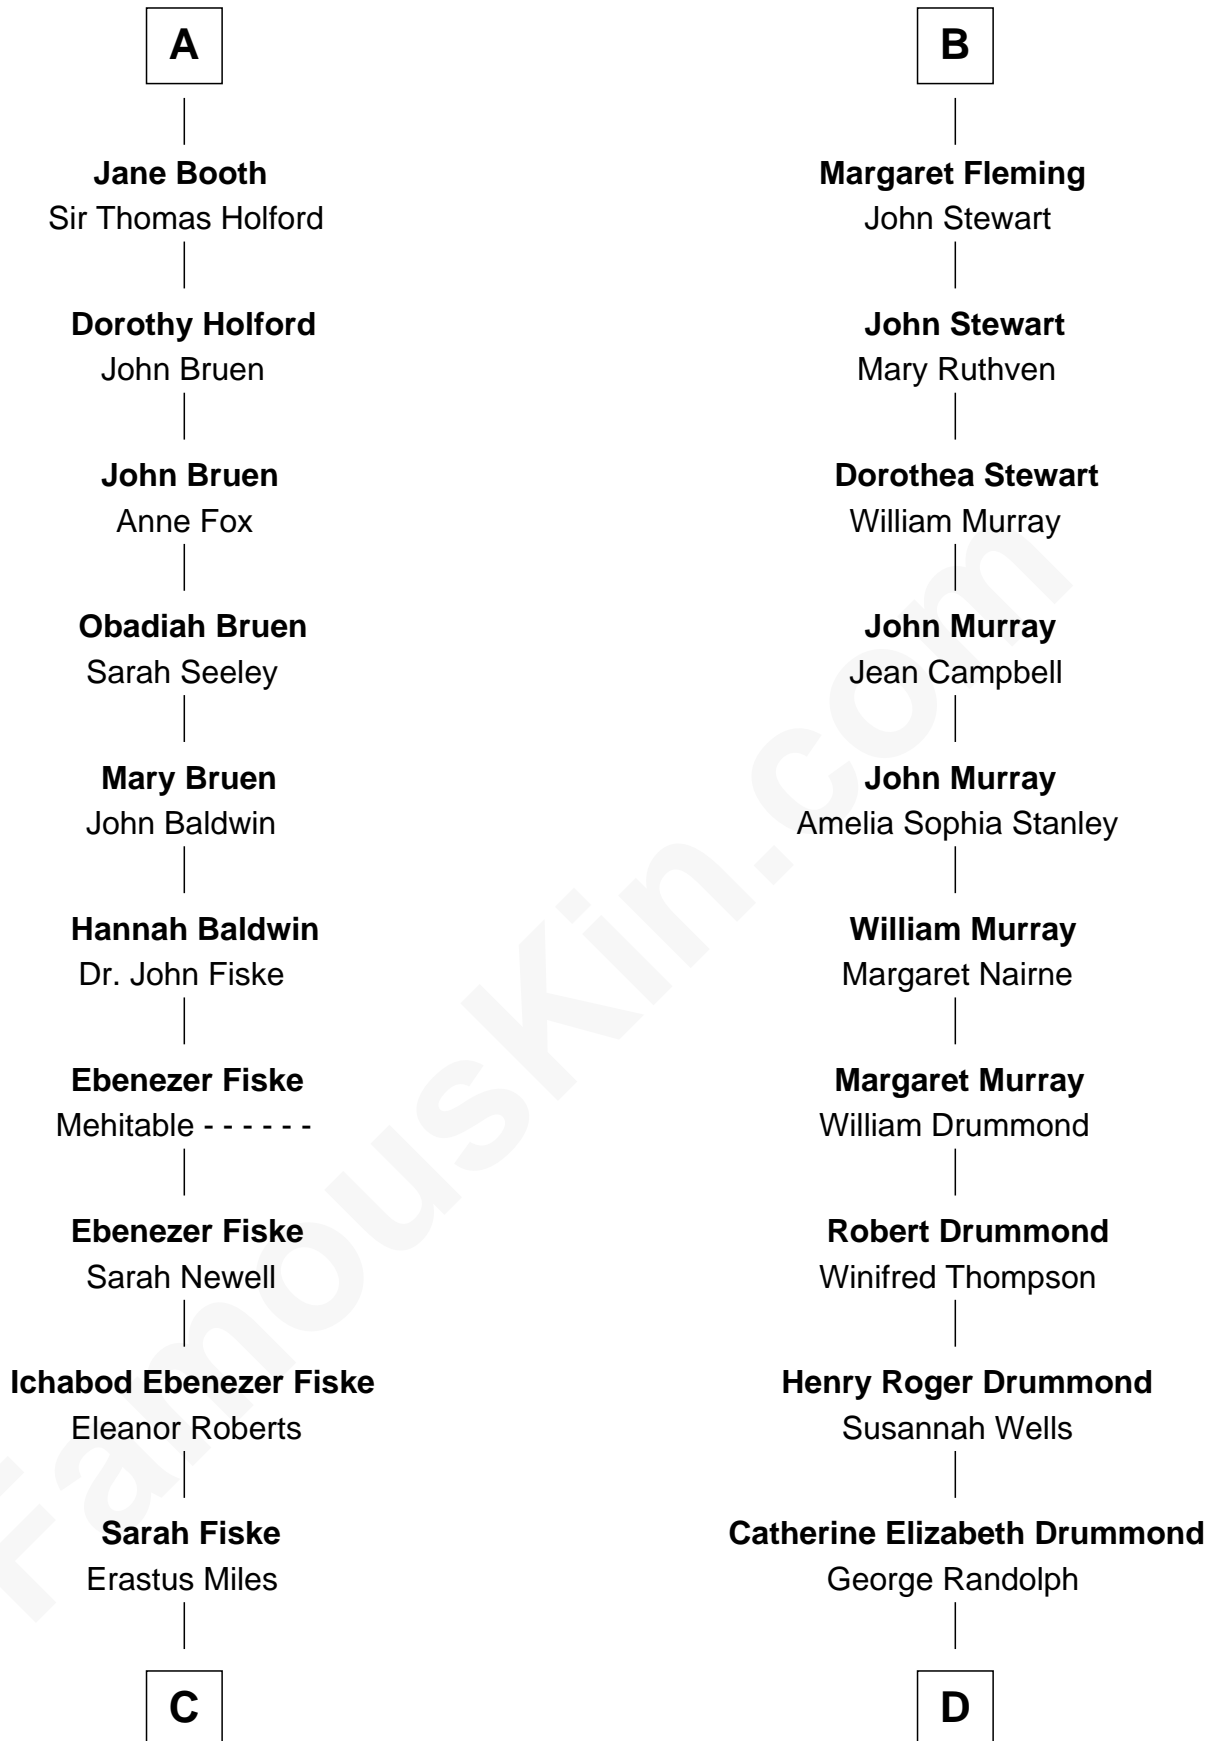 A
Jane Booth
Sir Thomas Holford
Dorothy Holford
John Bruen
John Bruen
Anne Fox
Obadiah Bruen
Sarah Seeley
Mary Bruen
John Baldwin
Hannah Baldwin
Dr. John Fiske
Ebenezer Fiske
Mehitable - - - - - -
Ebenezer Fiske
Sarah Newell
Ichabod Ebenezer Fiske
Eleanor Roberts
Sarah Fiske
Erastus Miles
C
B
Margaret Fleming
John Stewart
John Stewart
Mary Ruthven
Dorothea Stewart
William Murray
John Murray
Jean Campbell
John Murray
Amelia Sophia Stanley
William Murray
Margaret Nairne
Margaret Murray
William Drummond
Robert Drummond
Winifred Thompson
Henry Roger Drummond
Susannah Wells
Catherine Elizabeth Drummond
George Randolph
D
FamousKin.com